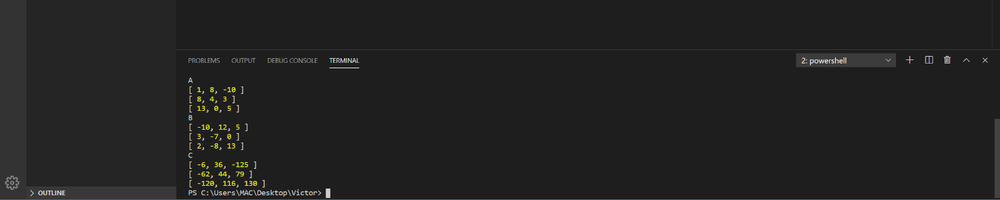 PROBLEMS OUTPUT DEBUG CONSOLE TERMINAL 2: powershell
A
[ 1, 8, -10 ]
[ 8, 4, 3 ]
[ 13, 0, 5 ]
B
[ -10, 12, 5 ]
[ 3, -7, 0 ]
[ 2, -8, 13 ]
C
[ -6, 36, -125 ]
[ -62, 44, 79 ]
[ -120, 116, 130 ]
PS C:\Users\MAC\Desktop\Victor>
OUTLINE